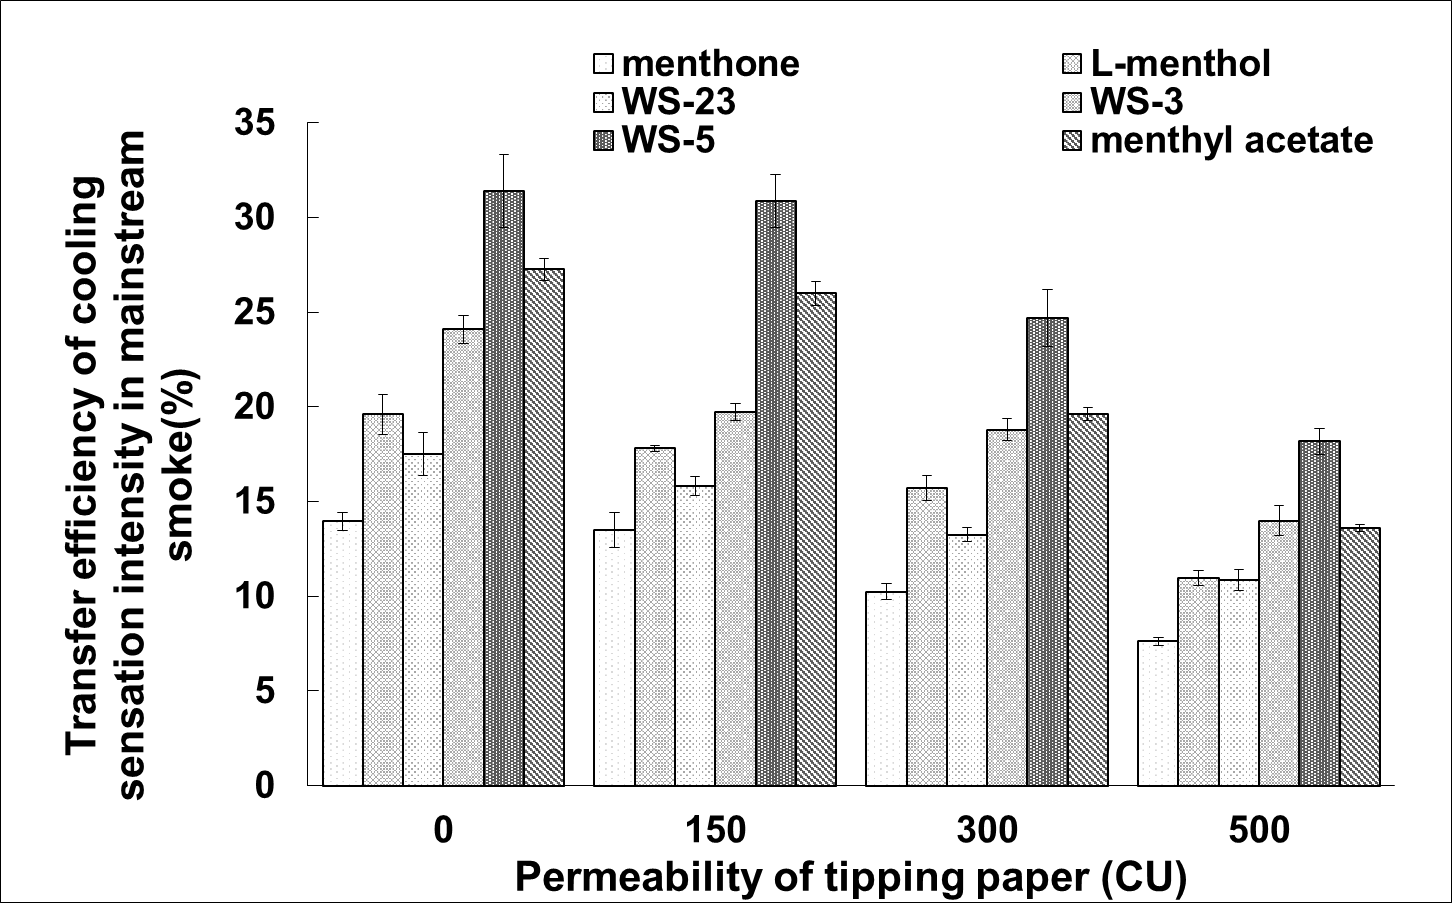 menthone
L-menthol
WS-23
WS-3
WS-5
menthyl acetate
Transfer efficiency of cooling
sensation intensity in mainstream
smoke(%)
35
30
25
20
15
10
5
0
0
150
300
500
Permeability of tipping paper (CU)